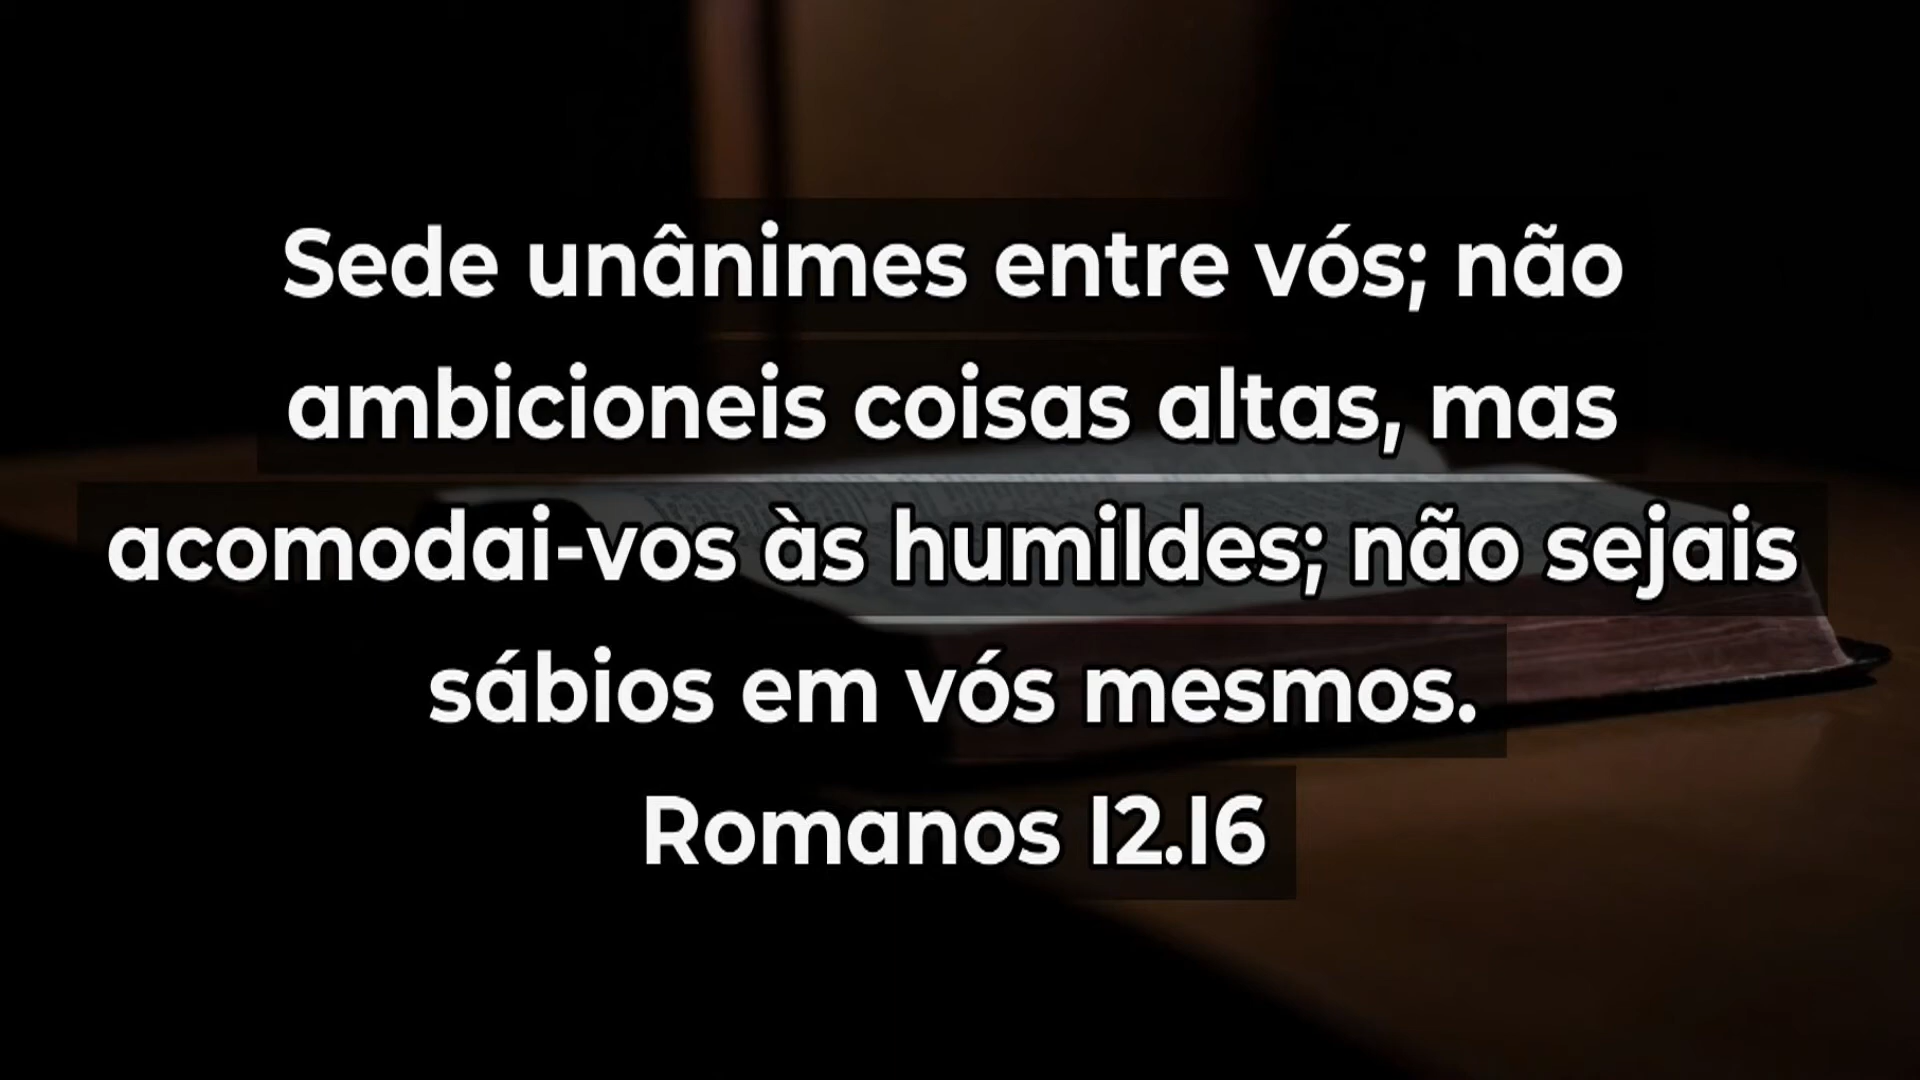 Sede unânimes entre vós; não
ambicioneis coisas altas, mas
acomodai-vos às humildes; não sejais
sábios em vós mesmos.
Romanos 12.16